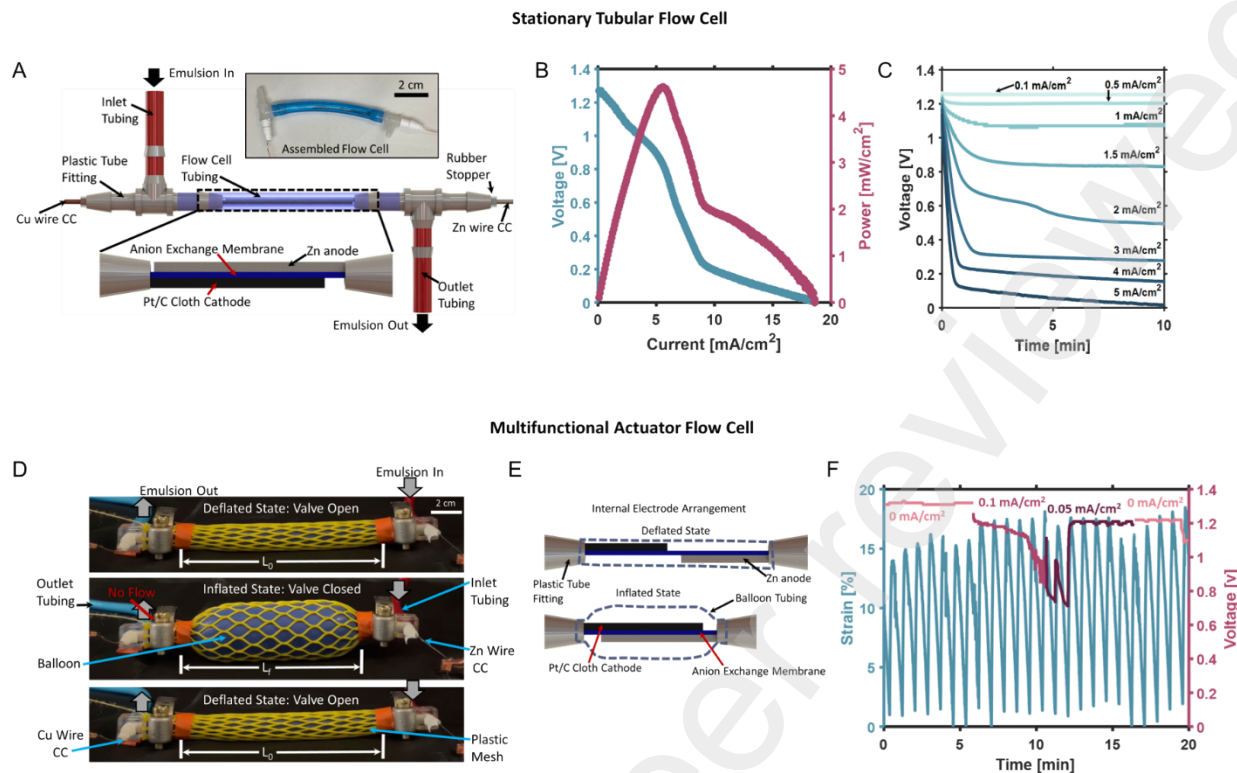 Stationary Tubular Flow Cell
A
Emulsion In
Inlet
Tubing
2 cm
Assembled Flow Cell
Plastic Tube
Fitting
Flow Cell
Tubing
Rubber
Stopper
Cu wire CC
Zn wire CC
Anion Exchange Membrane
Zn anode
Pt/C Cloth Cathode
Outlet
Tubing
Emulsion Out
B
1.4
1.2
1
0.8
0.6
0.4
0.2
0
Voltage [V]
5
4
3
2
1
0
Power [mW/cm²]
0
5
10
15
20
Current [mA/cm²]
C
1.4
1.2
1
0.8
0.6
0.4
0.2
0
Voltage [V]
0.1 mA/cm²
0.5 mA/cm²
1 mA/cm²
1.5 mA/cm²
2 mA/cm²
3 mA/cm²
4 mA/cm²
5 mA/cm²
0
5
10
Time [min]
Multifunctional Actuator Flow Cell
D
Emulsion In
Emulsion Out
Deflated State: Valve Open
2 cm
L₀
Outlet
Tubing
No Flow
Inflated State: Valve Closed
Inlet
Tubing
Balloon
L_f
Zn Wire
CC
Deflated State: Valve Open
Cu Wire
CC
L₀
Plastic
Mesh
E
Internal Electrode Arrangement
Deflated State
Plastic Tube
Fitting
Zn anode
Inflated State
Balloon Tubing
Pt/C Cloth Cathode
Anion Exchange Membrane
F
20
15
10
5
0
Strain [%]
0 mA/cm²
0.1 mA/cm²
0.05 mA/cm²
0 mA/cm²
1.4
1.2
1
0.8
0.6
0.4
0.2
0
Voltage [v]
0
5
10
15
20
Time [min]
er reviewed